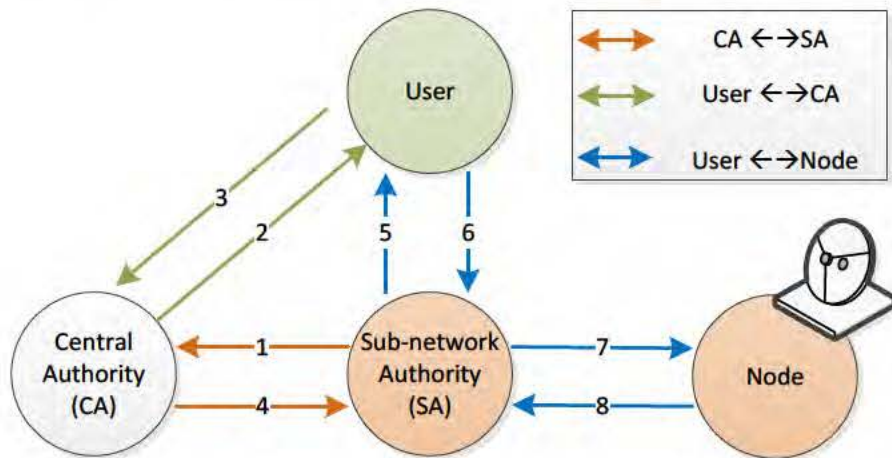 User
CA ←→SA
User ←→CA
User ←→Node
3
2
5
6
Central
Authority
(CA)
1
4
Sub-network
Authority
(SA)
7
8
Node